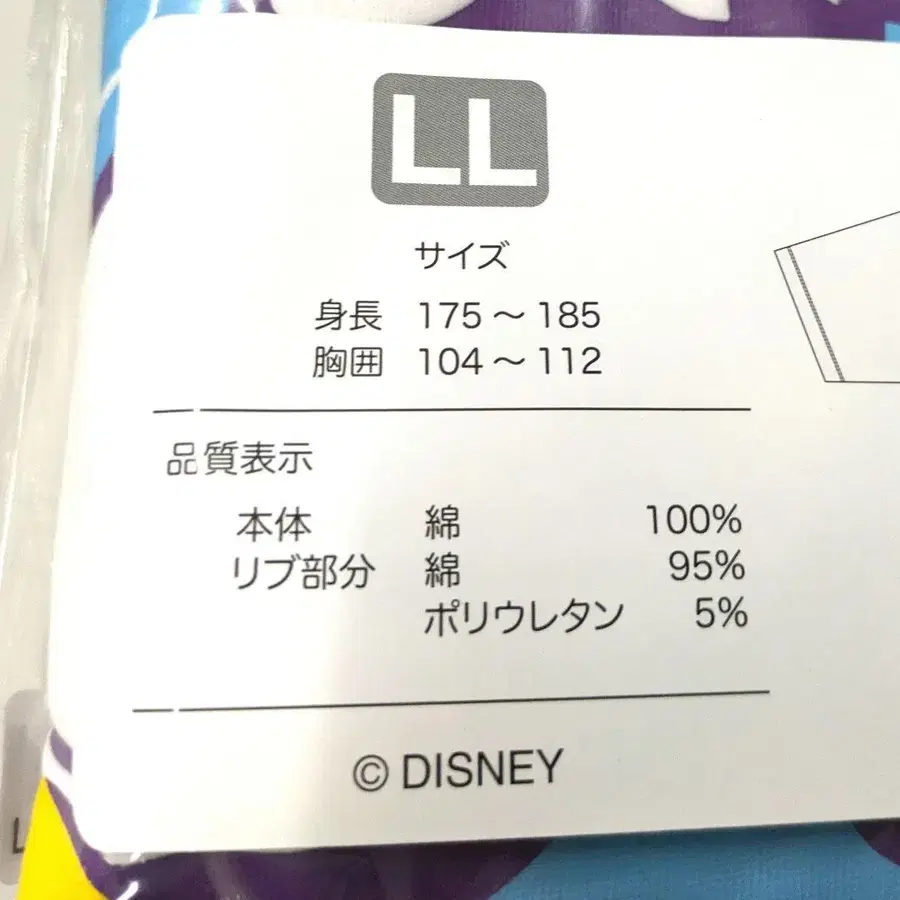 LL
サイズ
身長 175～185
胸囲 104～112
品質表示
本体 綿 100%
リブ部分 綿 95%
ポリウレタン 5%
© DISNEY
L